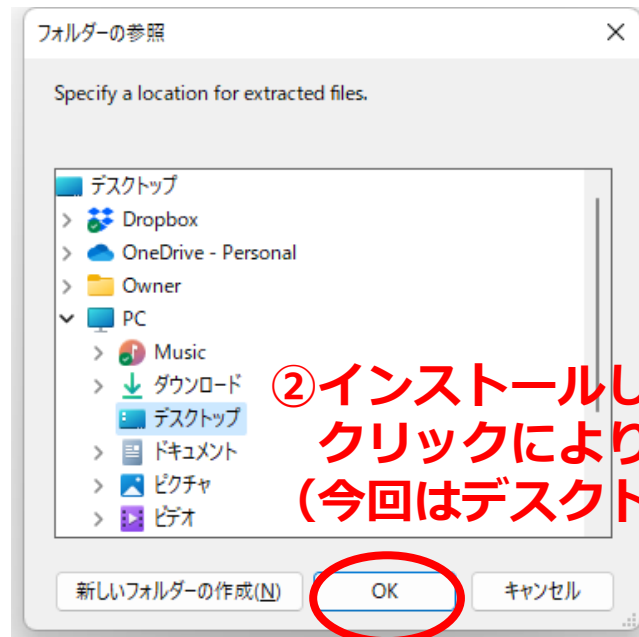 フォルダーの参照
Specify a location for extracted files.
デスクトップ
Dropbox
OneDrive - Personal
Owner
PC
Music
ダウンロード
デスクトップ
ドキュメント
ピクチャ
ビデオ
②インストールし
クリックにより
（今回はデスクト
新しいフォルダーの作成(N)
OK
キャンセル